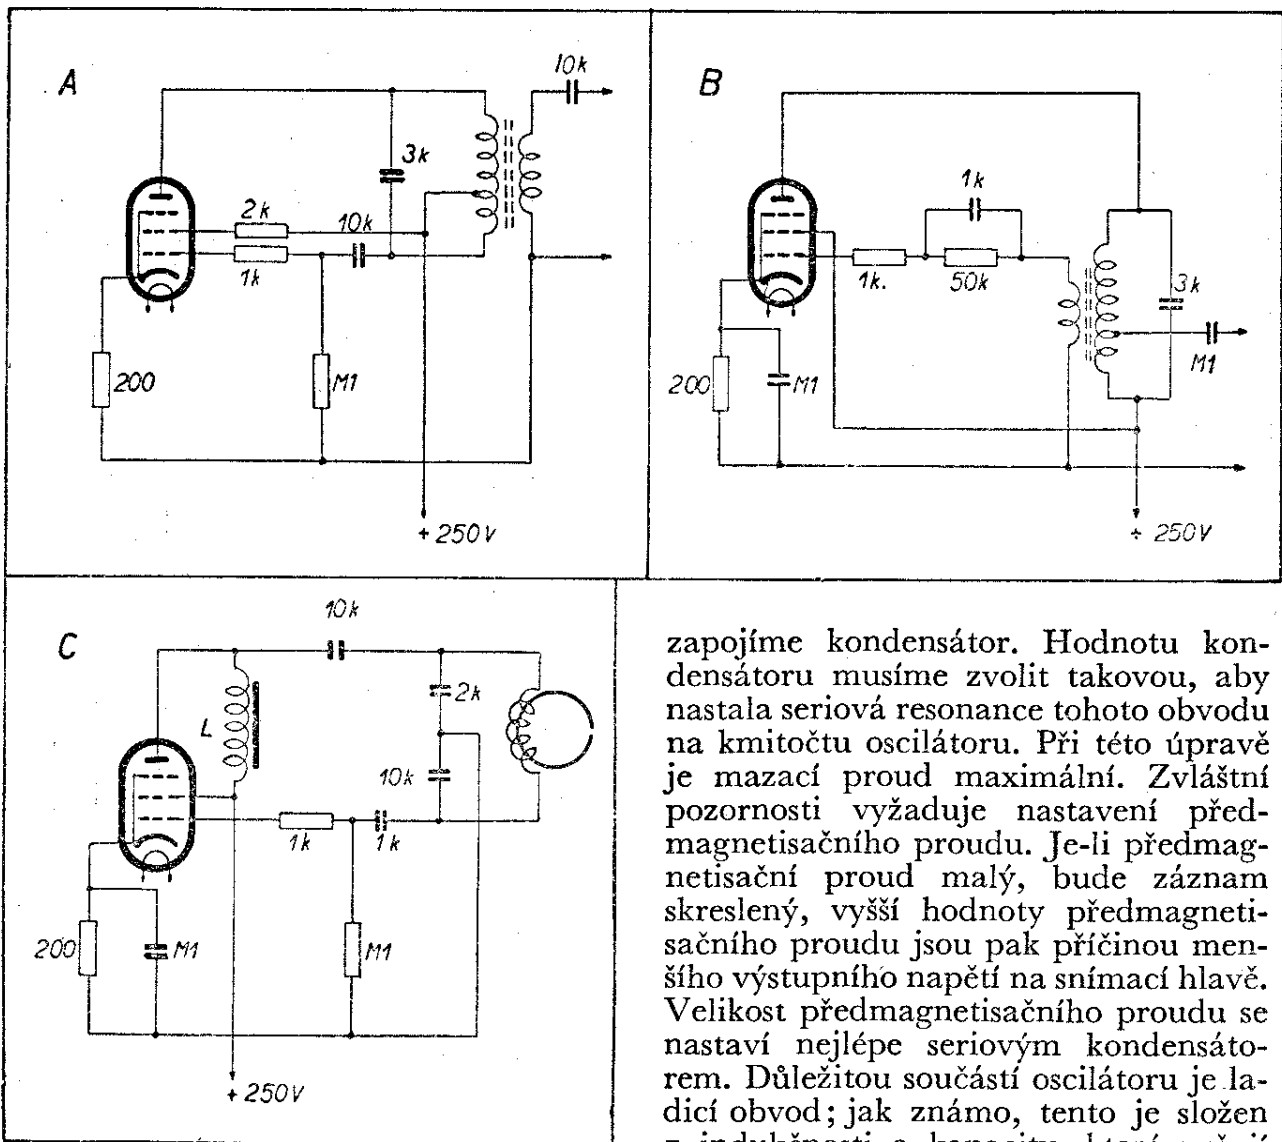 A
10k
3k
2k
10k
1k
200
M1
+ 250V
B
1k
1k.
50k
3k
M1
200
M1
+ 250V
C
10k
2k
L
10k
1k
1k
200
M1
M1
+ 250V
zapojíme kondensátor. Hodnotu kon-
densátoru musíme zvolit takovou, aby
nastala seriová resonance tohoto obvodu
na kmitočtu oscilátoru. Při této úpravě
je mazací proud maximální. Zvláštní
pozornosti vyžaduje nastavení před-
magnetisačního proudu. Je-li předmag-
netisační proud malý, bude záznam
skreslený, vyšší hodnoty předmagneti-
sačního proudu jsou pak příčinou men-
šího výstupního napětí na snímací hlavě.
Velikost předmagnetisačního proudu se
nastaví nejlépe seriovým kondensáto-
rem. Důležitou součástí oscilátoru je la-
dicí obvod; jak známo, tento je složen